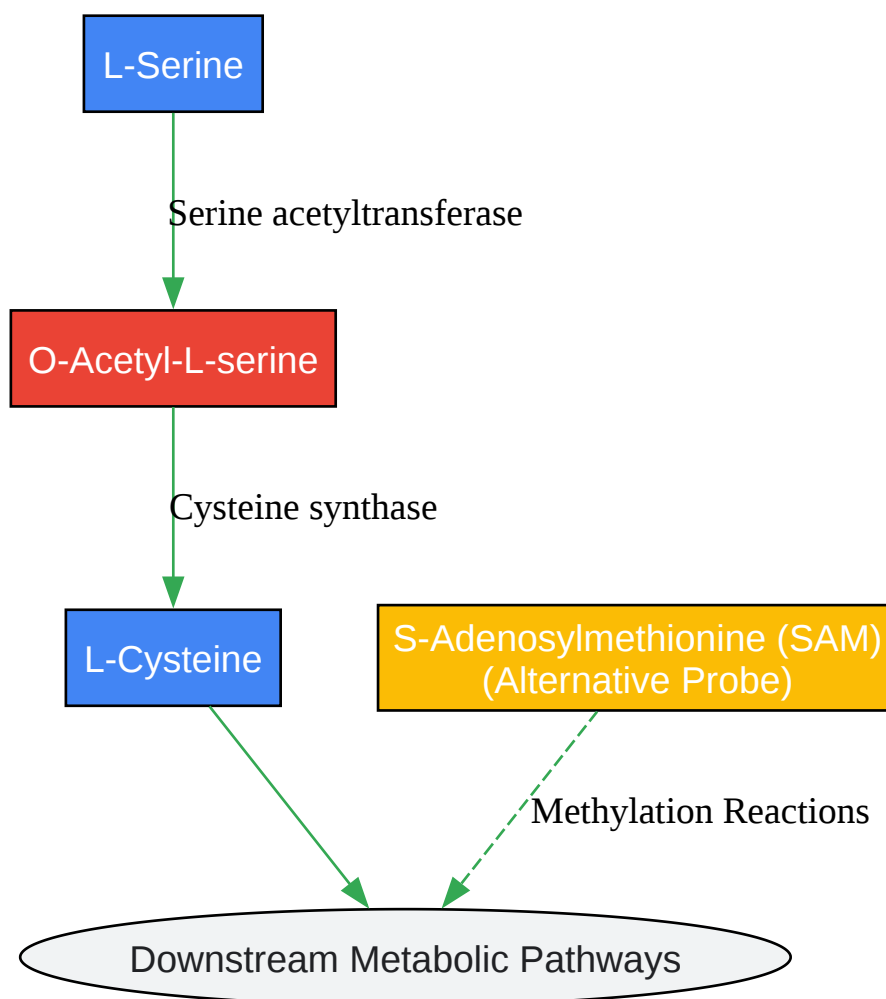 L-Serine
Serine acetyltransferase
O-Acetyl-L-serine
Cysteine synthase
L-Cysteine
S-Adenosylmethionine (SAM)
(Alternative Probe)
Methylation Reactions
Downstream Metabolic Pathways